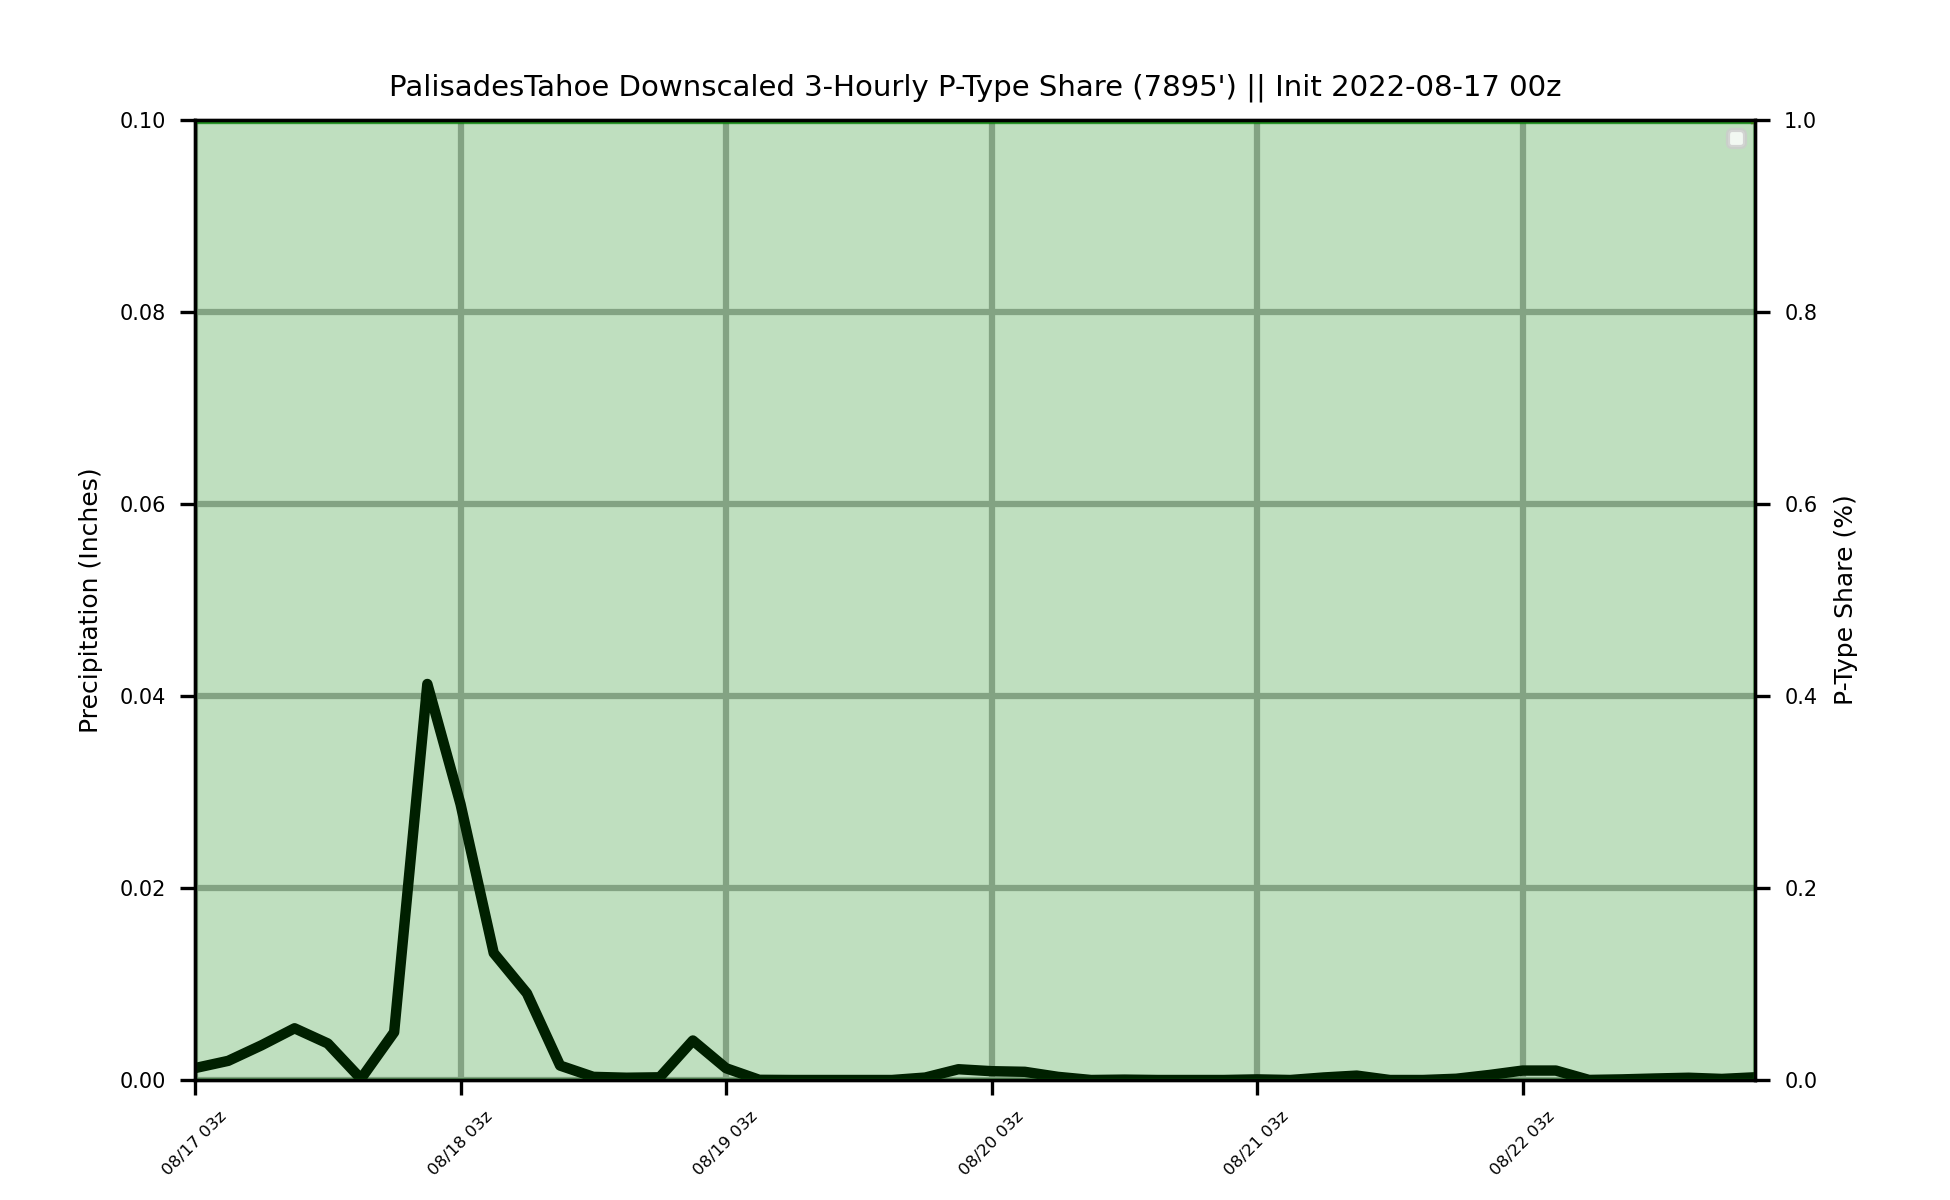 PalisadesTahoe Downscaled 3-Hourly P-Type Share (7895') || Init 2022-08-17 00z
Precipitation (Inches)
0.10
0.08
0.06
0.04
0.02
0.00
1.0
0.8
0.6
0.4
0.2
0.0
P-Type Share (%)
08/17 03z
08/18 03z
08/19 03z
08/20 03z
08/21 03z
08/22 03z